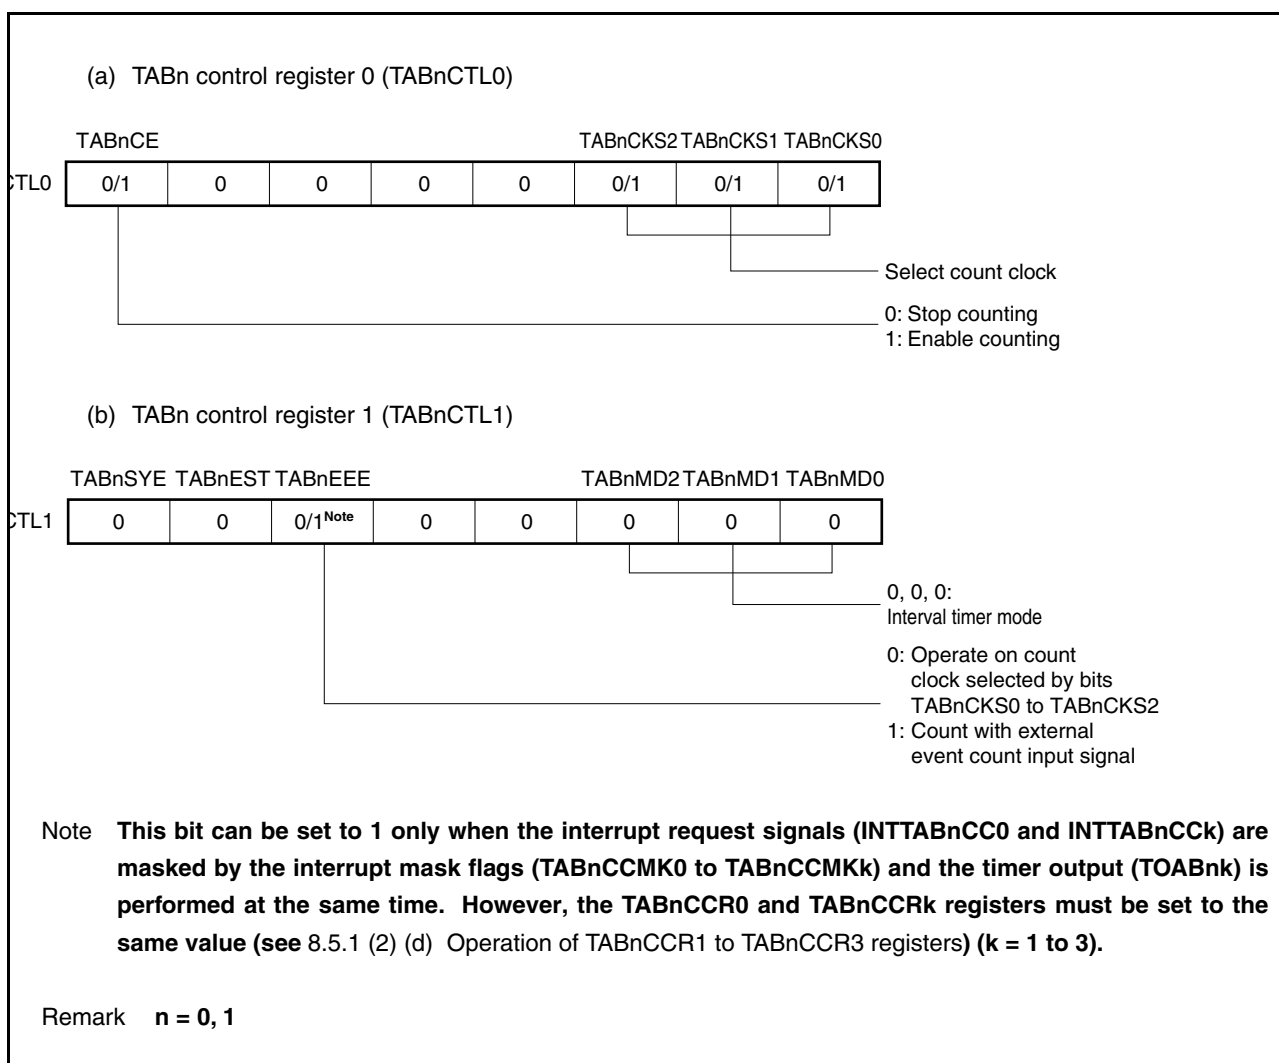 (a) TABn control register 0 (TABnCTL0)
TABnCE TABnCKS2 TABnCKS1 TABnCKS0
CTL0 0/1 0 0 0 0 0/1 0/1 0/1
Select count clock
0: Stop counting
1: Enable counting
(b) TABn control register 1 (TABnCTL1)
TABnSYE TABnEST TABnEEE TABnMD2 TABnMD1 TABnMD0
CTL1 0 0 0/1Note 0 0 0 0 0
0, 0, 0:
Interval timer mode
0: Operate on count
clock selected by bits
TABnCKS0 to TABnCKS2
1: Count with external
event count input signal
Note This bit can be set to 1 only when the interrupt request signals (INTTABnCC0 and INTTABnCCk) are
masked by the interrupt mask flags (TABnCCMK0 to TABnCCMKk) and the timer output (TOABnk) is
performed at the same time. However, the TABnCCR0 and TABnCCRk registers must be set to the
same value (see 8.5.1 (2) (d) Operation of TABnCCR1 to TABnCCR3 registers) (k = 1 to 3).
Remark n = 0, 1